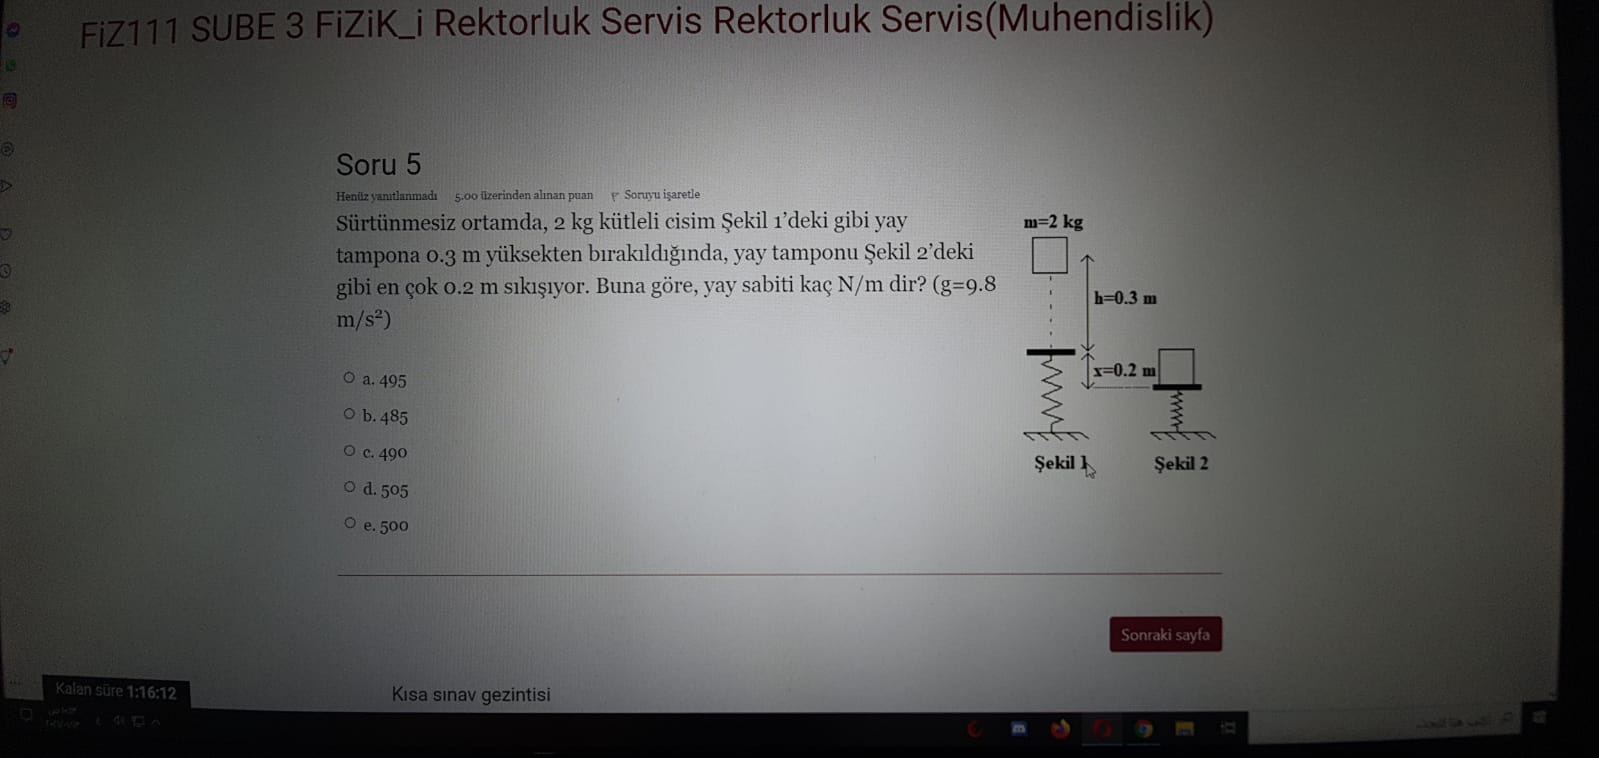 FiZ111 SUBE 3 FiZiK_i Rektorluk Servis Rektorluk Servis(Muhendislik)
Soru 5
Henüz yanıtlanmadı 5.00 üzerinden alınan puan Soruyu işaretle
Sürtünmesiz ortamda, 2 kg kütleli cisim Şekil 1'deki gibi yay
tampona 0.3 m yüksekten bırakıldığında, yay tamponu Şekil 2'deki
gibi en çok 0.2 m sıkışıyor. Buna göre, yay sabiti kaç N/m dir? (g=9.8
m/s²)
a. 495
b. 485
c. 490
d. 505
e. 500
m=2 kg
h=0.3 m
x=0.2 m
Şekil 1
Şekil 2
Sonraki sayfa
Kalan süre 1:16:12
Kısa sınav gezintisi